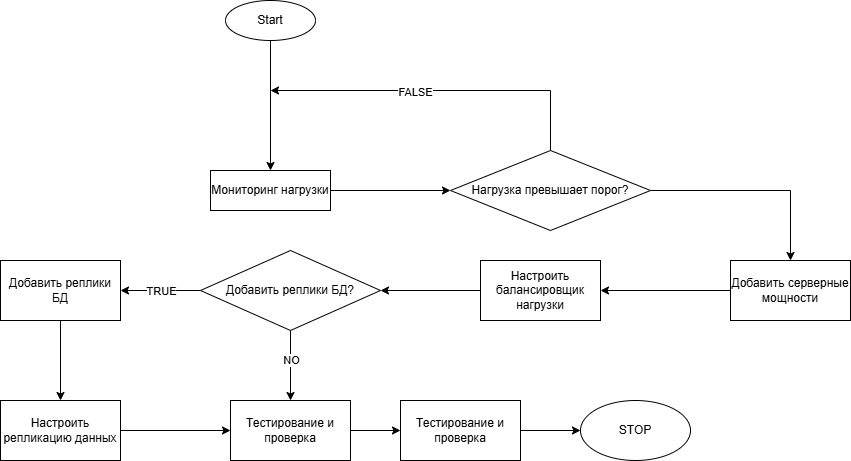 Start
FALSE
Мониторинг нагрузки
Нагрузка превышает порог?
Добавить реплики
БД
TRUE
Добавить реплики БД?
Настроить
балансировщик
нагрузки
Добавить серверные
мощности
NO
Настроить
репликацию данных
Тестирование и
проверка
Тестирование и
проверка
STOP